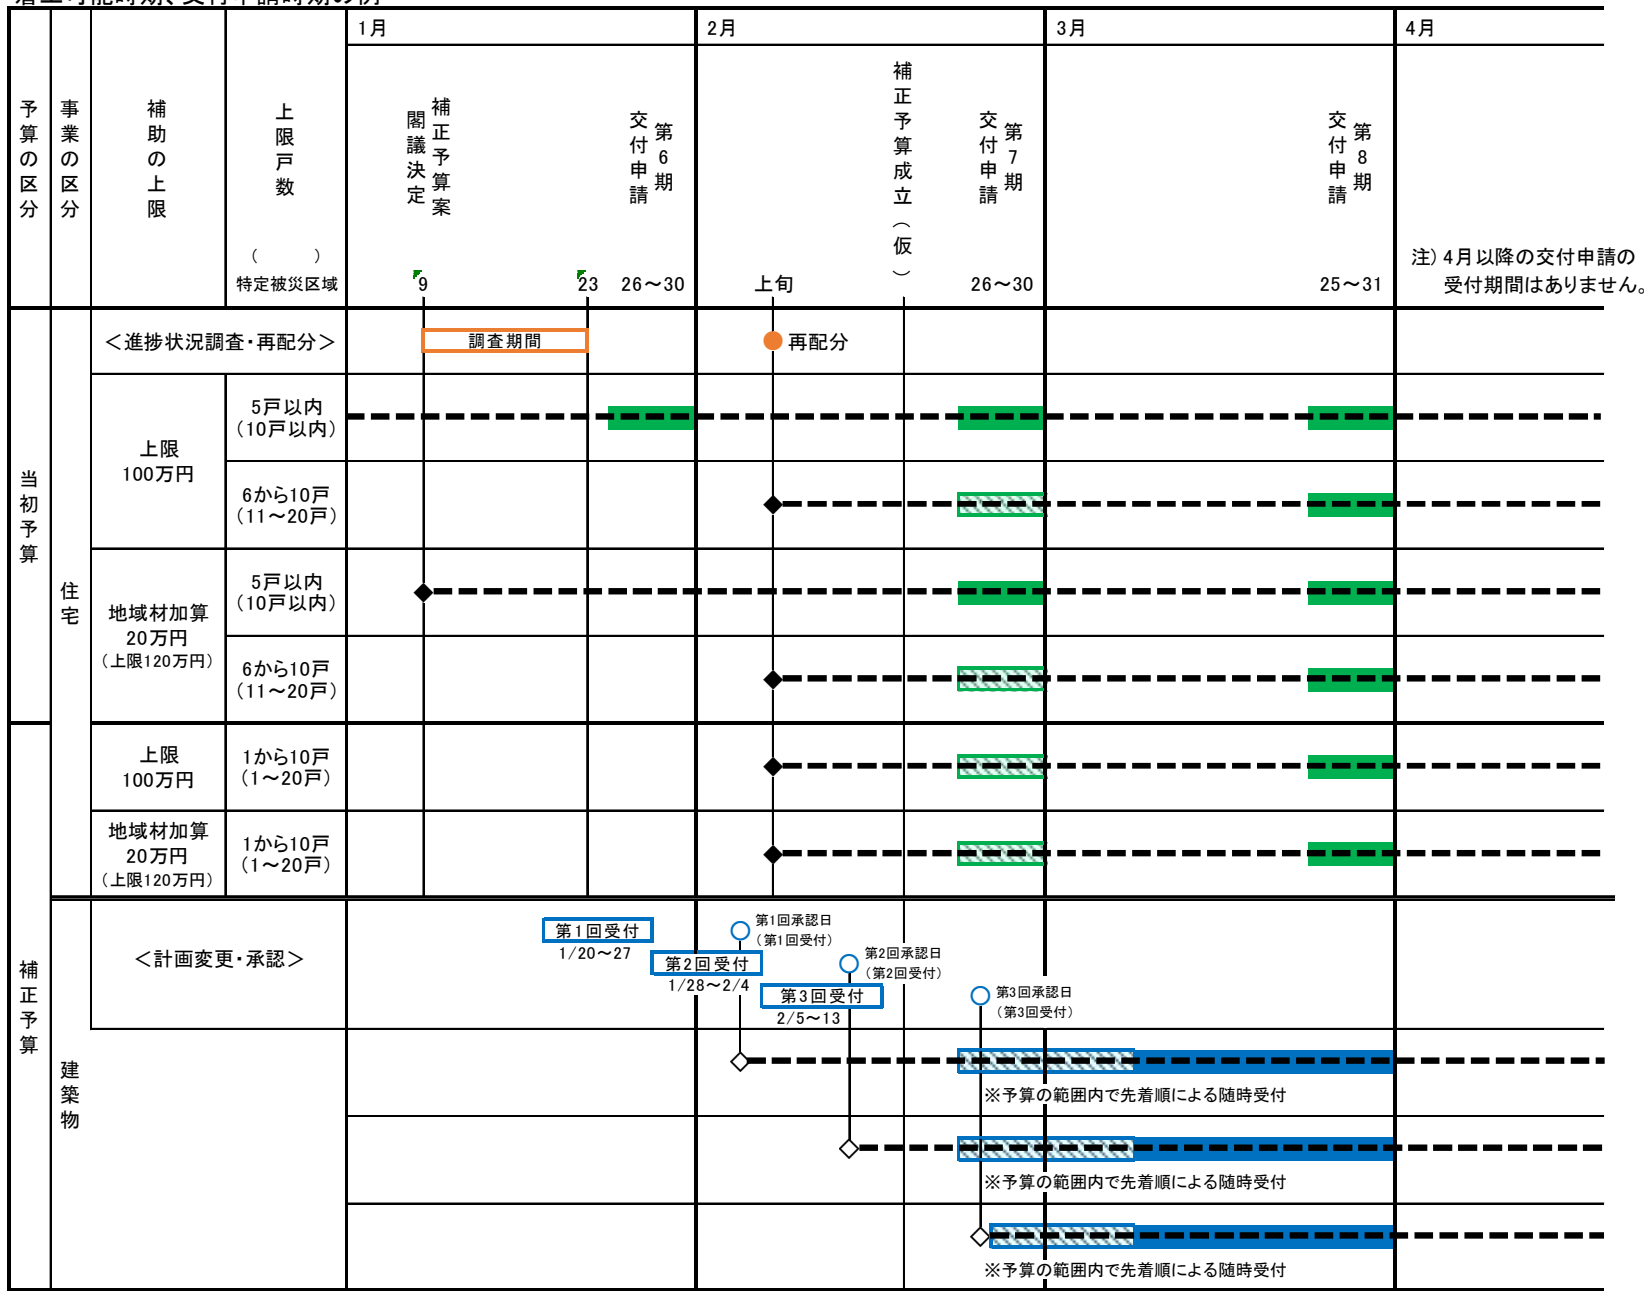 着工可能時期、交付申請時期の例
1月
2月
3月
4月
予算の区分
事業の区分
補助の上限
上限戸数
（　　　）
特定被災区域
補正予算案
閣議決定
9
23
第6期
交付申請
26～30
上旬
補正予算成立（仮）
第7期
交付申請
26～30
第8期
交付申請
25～31
注）4月以降の交付申請の
受付期間はありません。
当初予算
住宅
＜進捗状況調査・再配分＞
調査期間
再配分
上限
100万円
5戸以内
（10戸以内）
6から10戸
（11～20戸）
地域材加算
20万円
（上限120万円）
5戸以内
（10戸以内）
6から10戸
（11～20戸）
補正予算
上限
100万円
1から10戸
（1～20戸）
地域材加算
20万円
（上限120万円）
1から10戸
（1～20戸）
建築物
＜計画変更・承認＞
第1回受付
1/20～27
第2回受付
1/28～2/4
第3回受付
2/5～13
第1回承認日
（第1回受付）
第2回承認日
（第2回受付）
第3回承認日
（第3回受付）
※予算の範囲内で先着順による随時受付
※予算の範囲内で先着順による随時受付
※予算の範囲内で先着順による随時受付